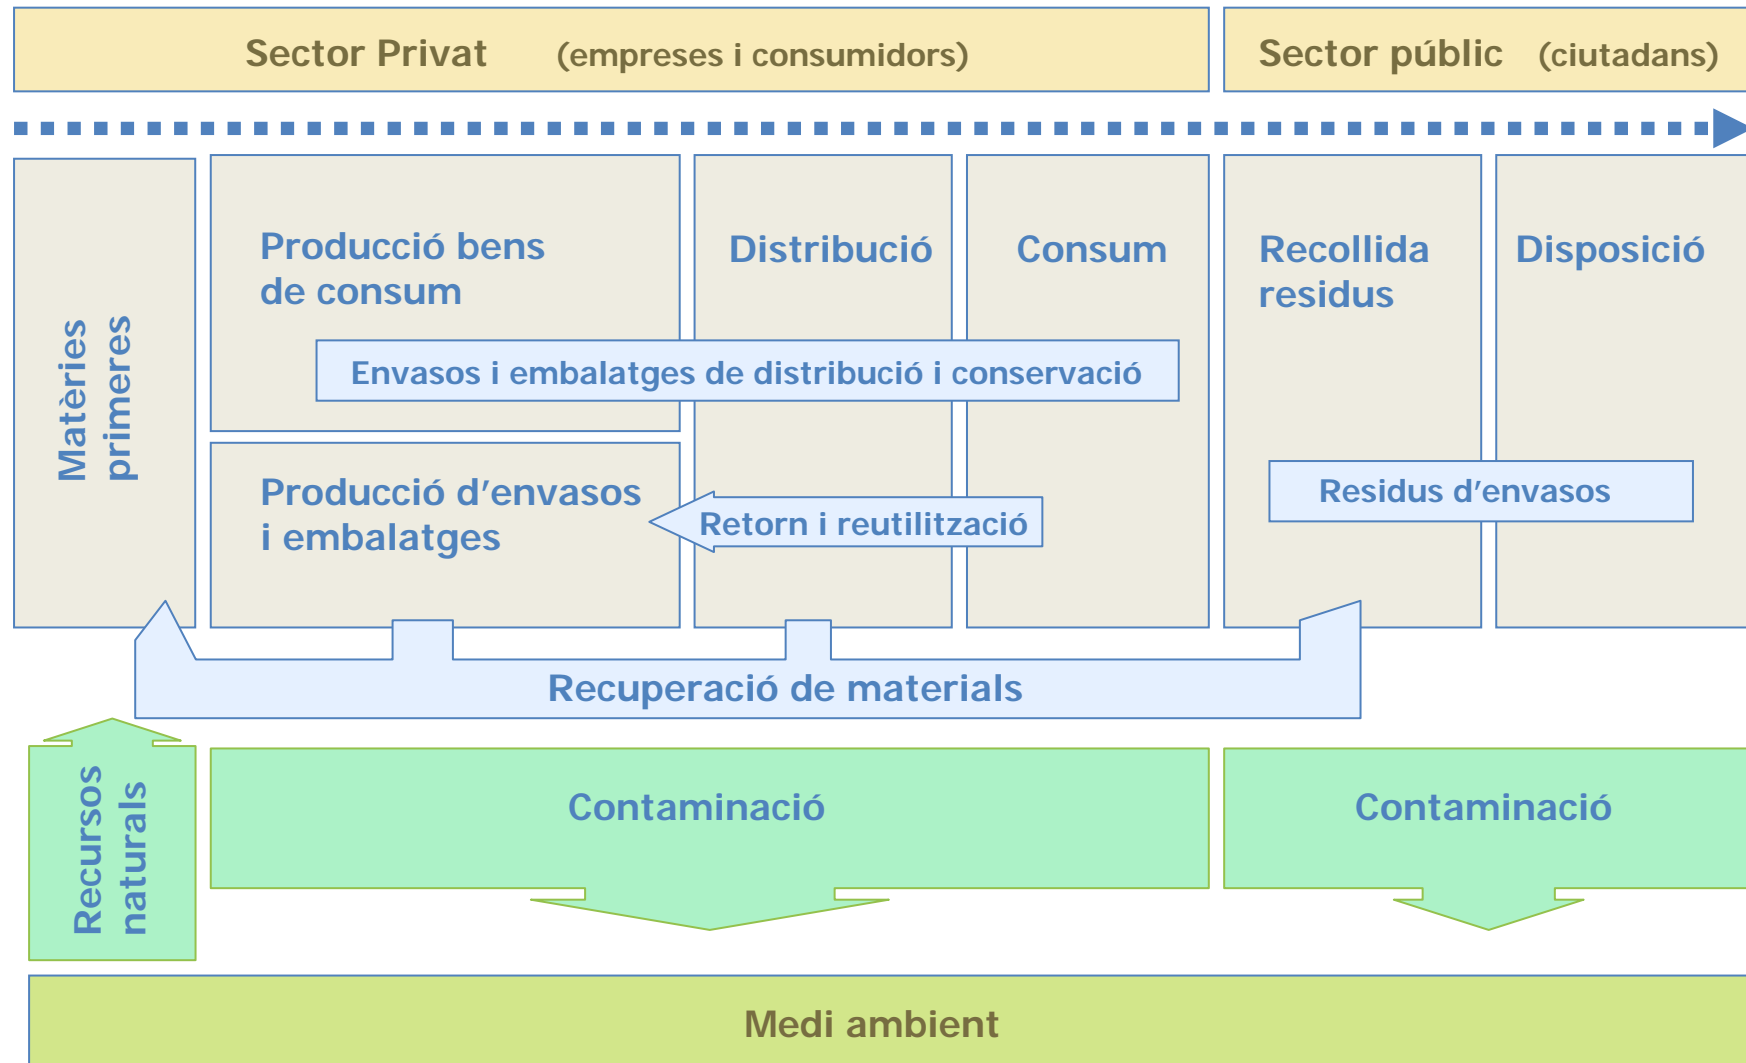 Sector Privat (empreses i consumidors)
Sector públic (ciutadans)
Matèries
primeres
Producció bens
de consum
Distribució
Consum
Recollida
residus
Disposició
Envasos i embalatges de distribució i conservació
Producció d’envasos
i embalatges
Retorn i reutilització
Residus d’envasos
Recuperació de materials
Recursos
naturals
Contaminació
Contaminació
Medi ambient